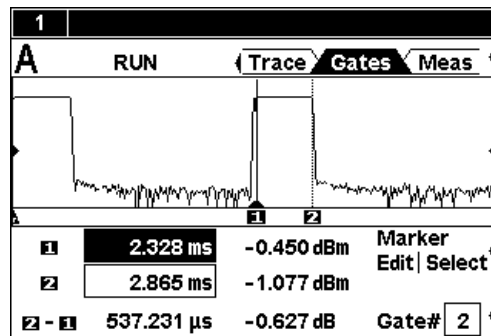 1
A RUN Trace Gates Meas
1 2
1 2.328 ms -0.450 dBm Marker
Edit| Select
2 2.865 ms -1.077 dBm
2 - 1 537.231 µs -0.627 dB Gate# 2